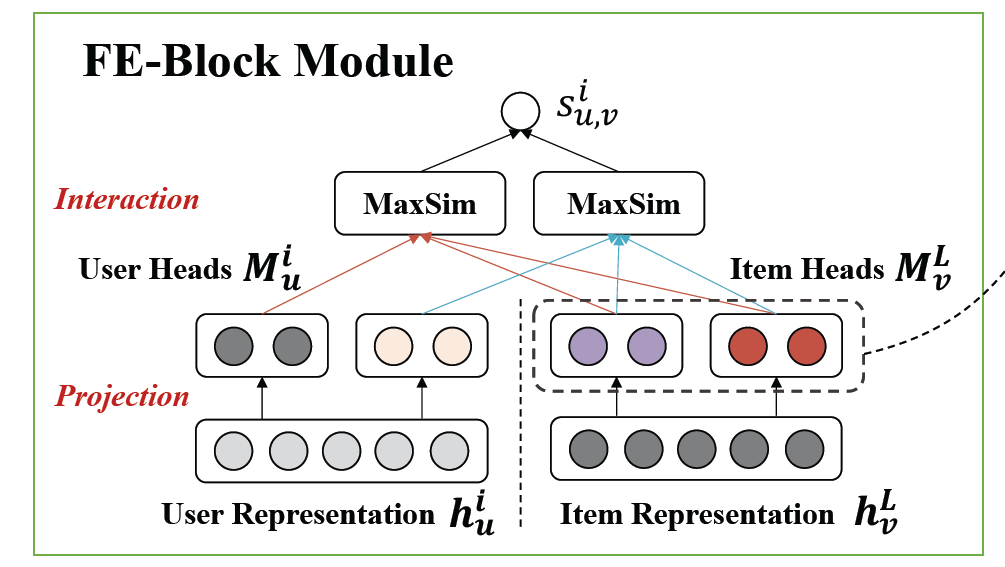 FE-Block Module
$s_{u,v}^{i}$
Interaction
MaxSim
MaxSim
User Heads $M_u^i$
Item Heads $M_v^L$
Projection
User Representation $h_u^i$
Item Representation $h_v^L$